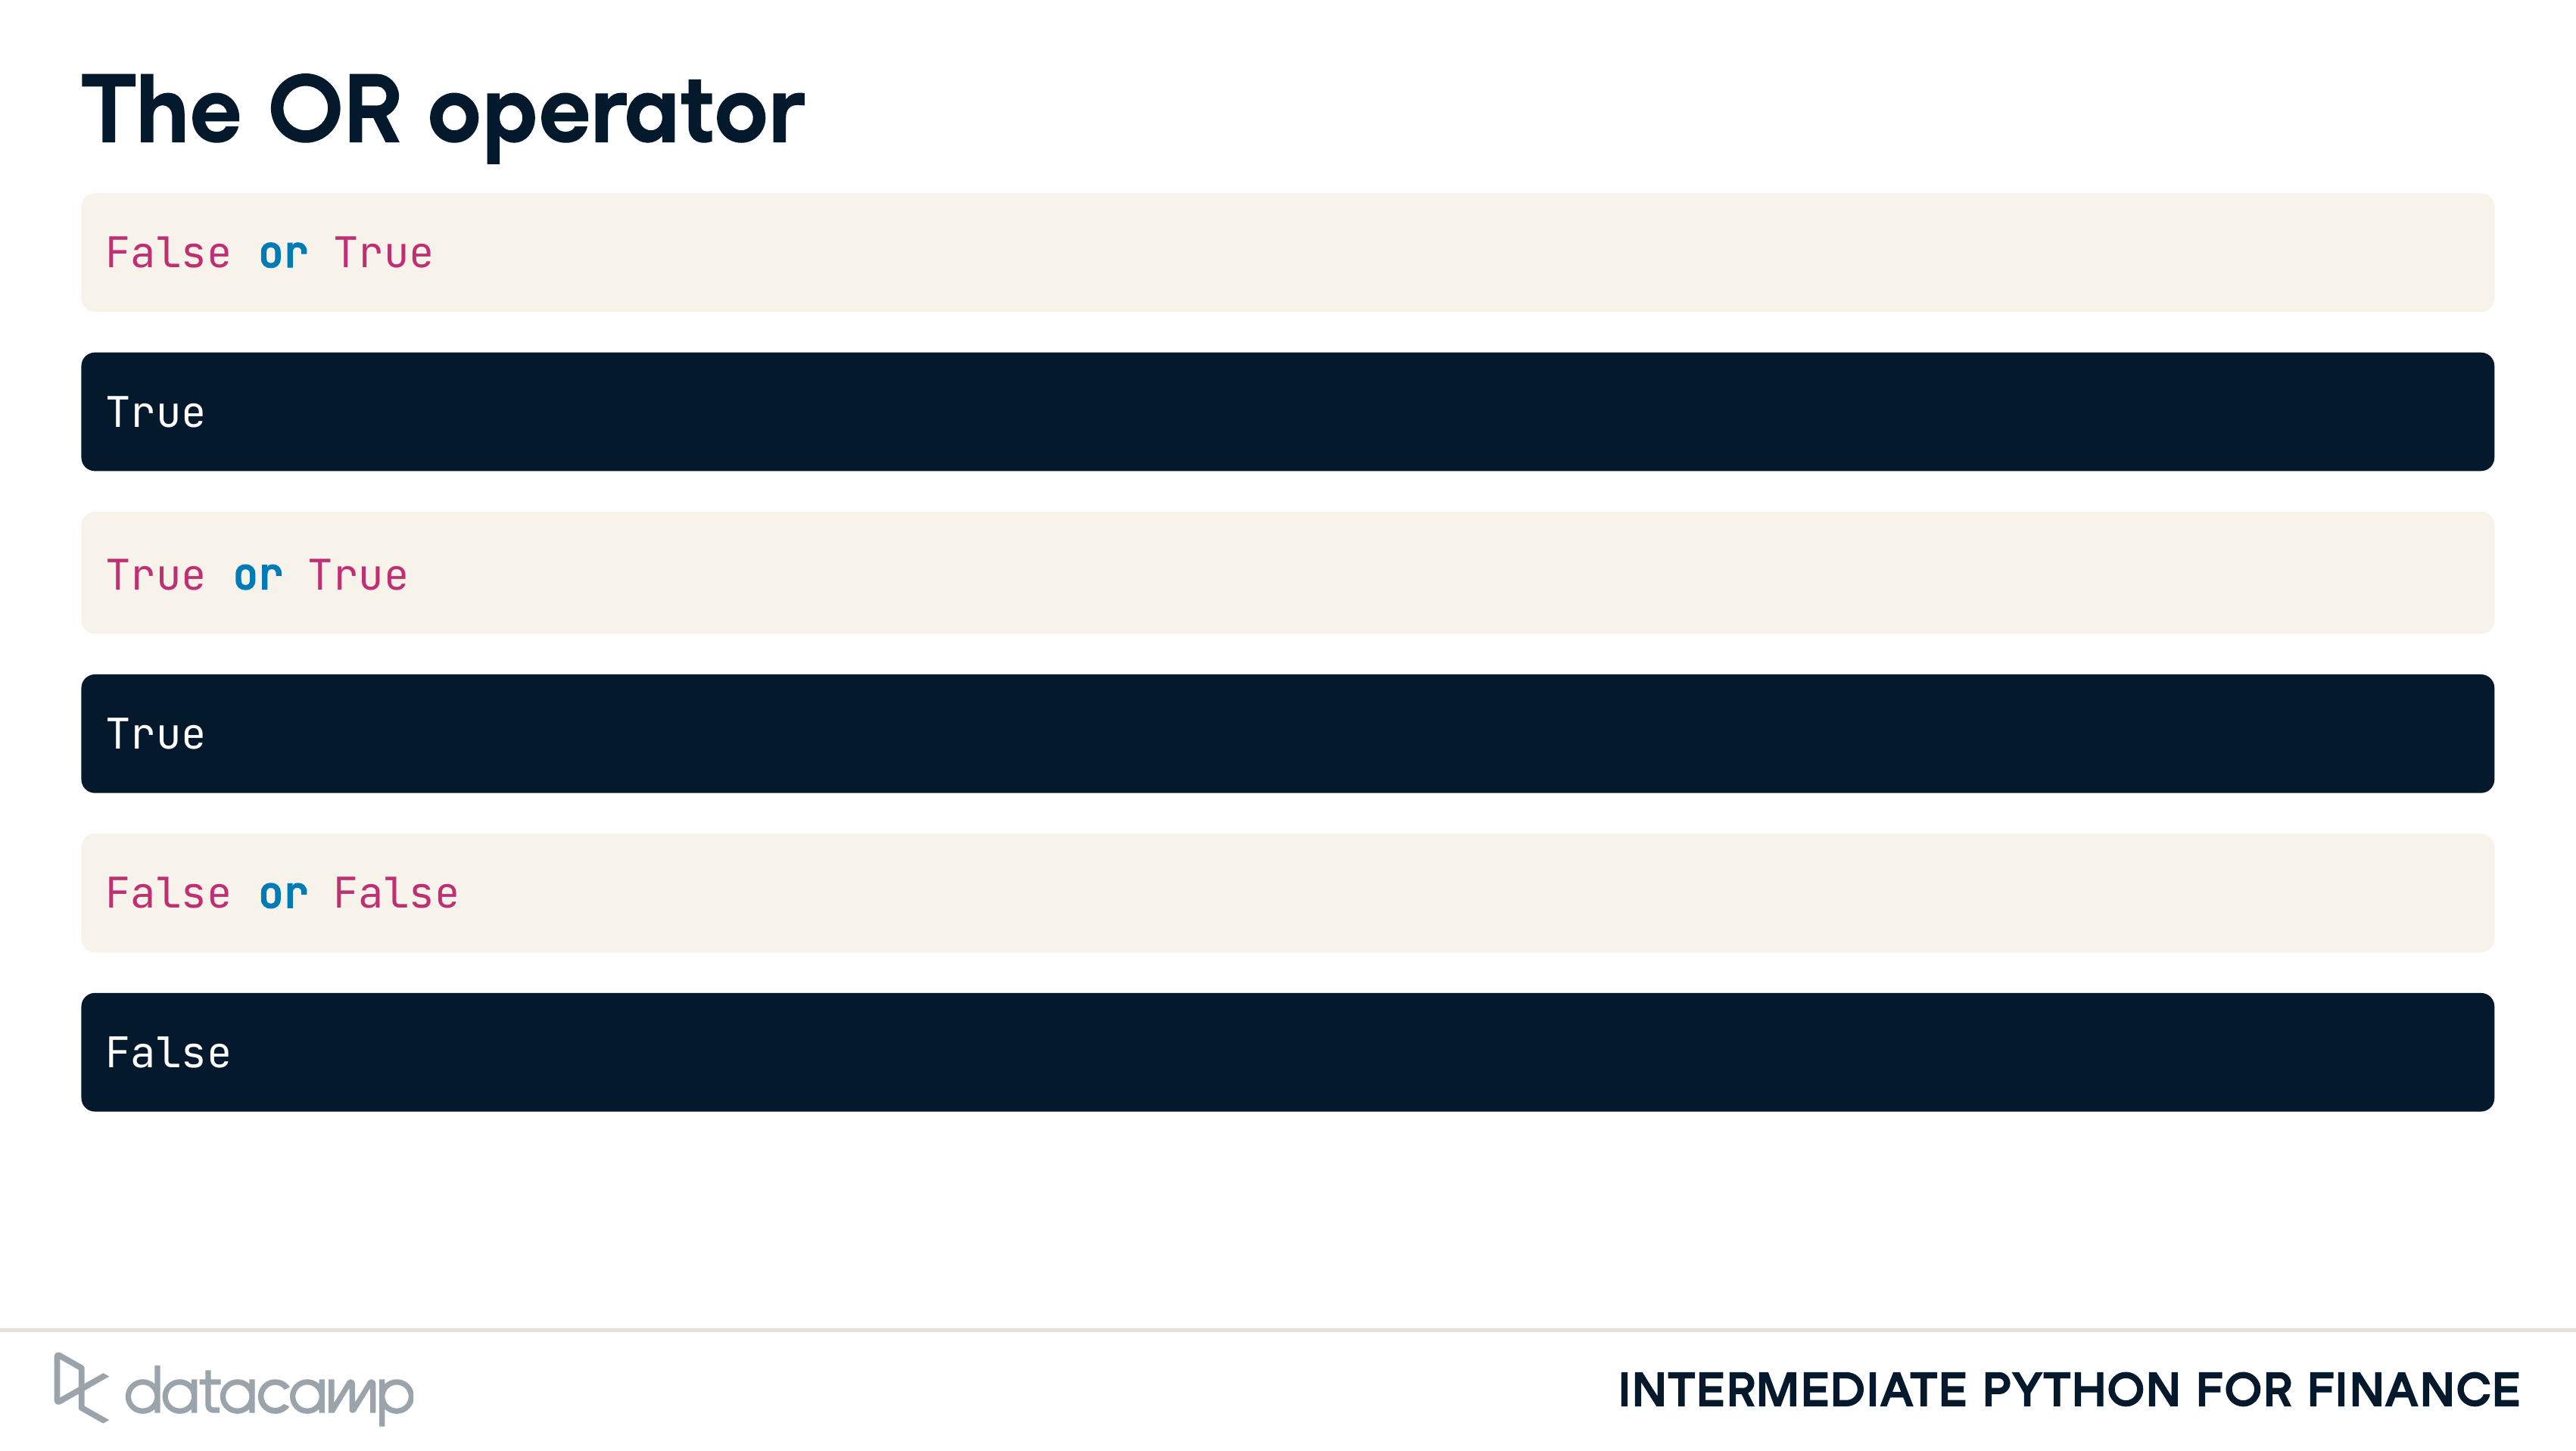 The OR operator
False or True
True
True or True
True
False or False
False
datacamp
INTERMEDIATE PYTHON FOR FINANCE